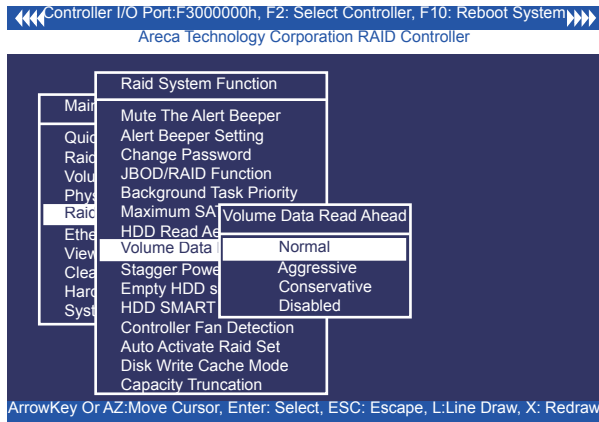 Controller I/O Port:F3000000h, F2: Select Controller, F10: Reboot System
Areca Technology Corporation RAID Controller
Raid System Function
Mute The Alert Beeper
Alert Beeper Setting
Change Password
JBOD/RAID Function
Background Task Priority
Maximum SA
HDD Read Ae
Volume Data
Stagger Powe
Empty HDD s
HDD SMART
Controller Fan Detection
Auto Activate Raid Set
Disk Write Cache Mode
Capacity Truncation
Main
Quic
Raid
Volu
Phys
Raid
Ethe
View
Clea
Hard
Syst
Volume Data Read Ahead
Normal
Aggressive
Conservative
Disabled
ArrowKey Or AZ:Move Cursor, Enter: Select, ESC: Escape, L:Line Draw, X: Redraw